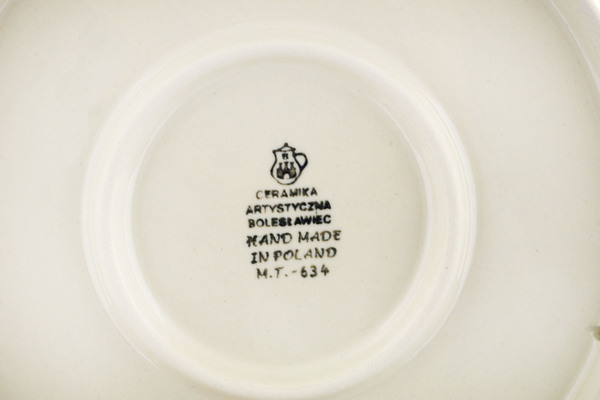 B
CERAMIKA
ARTYSTYCZNA
BOLESŁAWIEC
HAND MADE
IN POLAND
M.T.-634